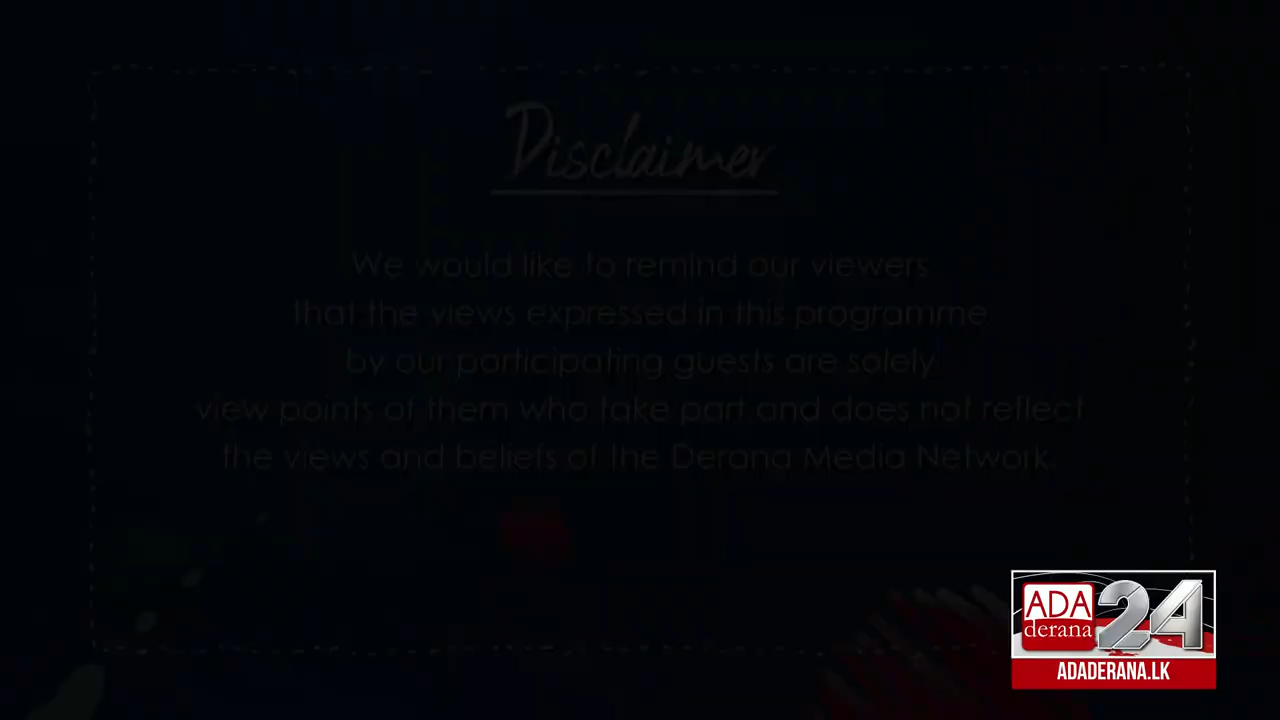 Disclaimer
We would like to remind our viewers
that the views expressed in this programme
by our participating guests are solely
view points of them who take part and does not reflect
the views and beliefs of the Derana Media Network.
ADA
derana
24
ADADERANA.LK